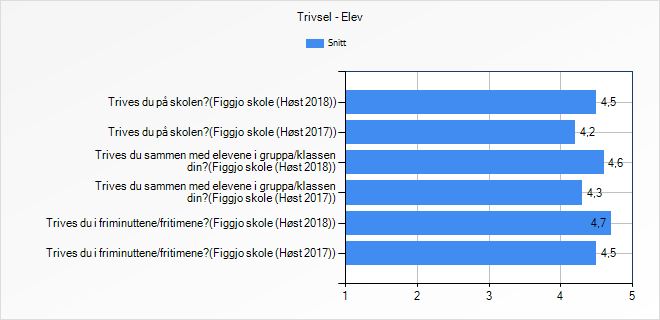 Trivsel - Elev
Snitt
Trives du på skolen?(Figgjo skole (Høst 2018))
4,5
Trives du på skolen?(Figgjo skole (Høst 2017))
4,2
Trives du sammen med elevene i gruppa/klassen
din?(Figgjo skole (Høst 2018))
4,6
Trives du sammen med elevene i gruppa/klassen
din?(Figgjo skole (Høst 2017))
4,3
Trives du i friminuttene/fritimene?(Figgjo skole (Høst 2018))
4,7
Trives du i friminuttene/fritimene?(Figgjo skole (Høst 2017))
4,5
1 2 3 4 5